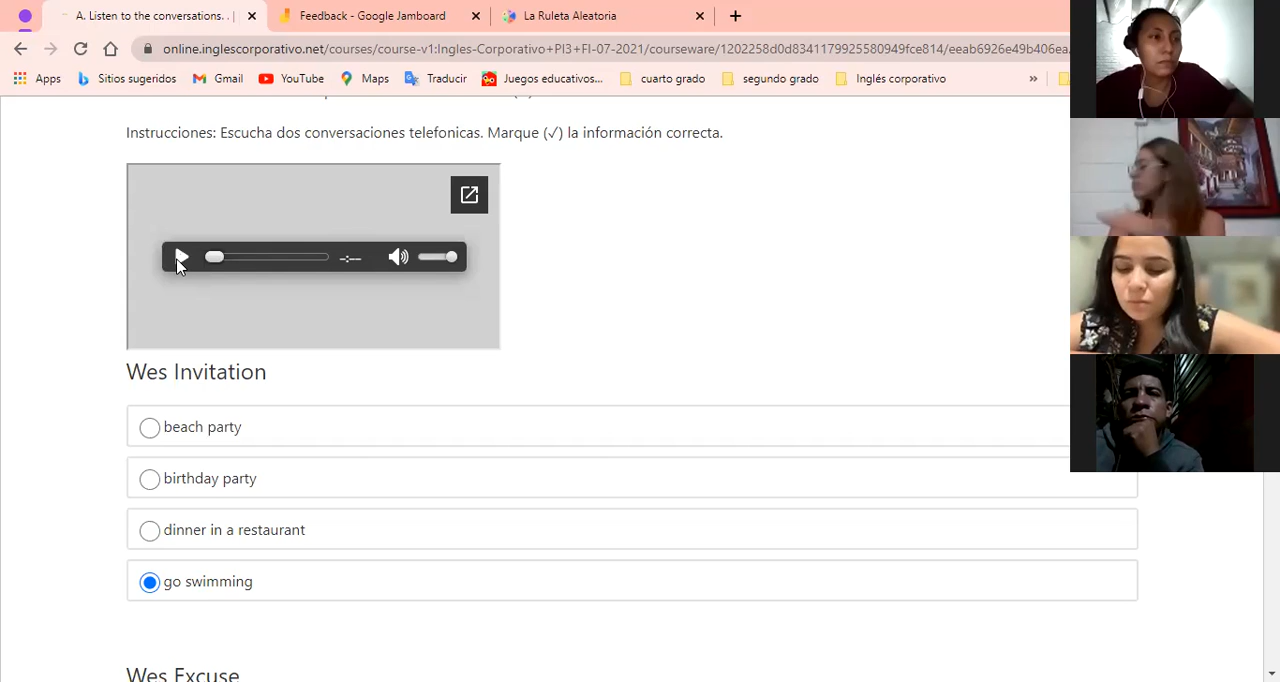 A. Listen to the conversations. . |
Feedback - Google Jamboard
La Ruleta Aleatoria
online.inglescorporativo.net/courses/course-v1:Ingles-Corporativo+PI3+FI-07-2021/courseware/1202258d0d8341179925580949fce814/eeab6926e49b406ea
Apps Sitios sugeridos Gmail YouTube Maps Traducir Juegos educativos... cuarto grado segundo grado Inglés corporativo »
Instrucciones: Escucha dos conversaciones telefonicas. Marque (✓) la información correcta.
-:--
Wes Invitation
beach party
birthday party
dinner in a restaurant
go swimming
Wes Excuse